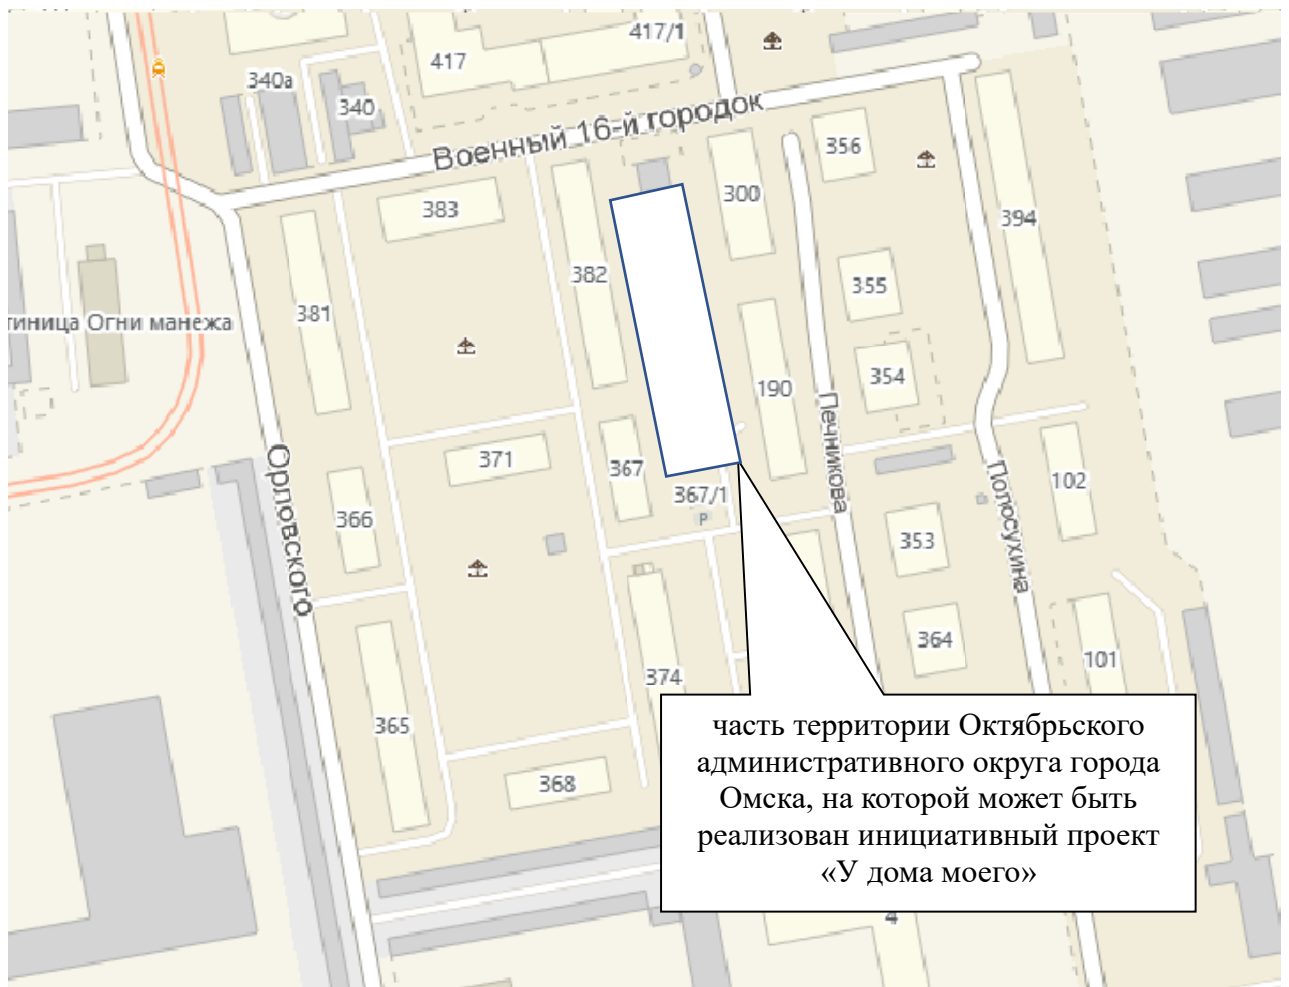 417/1
417
340а
340
Военный 16-й городок
356
300
383
394
382
355
381
тиница Огни манежа
354
190
Печникова
371
367
Орловского
102
367/1
P
366
Полюсухина
353
364
101
374
365
368
часть территории Октябрьского
административного округа города
Омска, на которой может быть
реализован инициативный проект
«У дома моего»
4